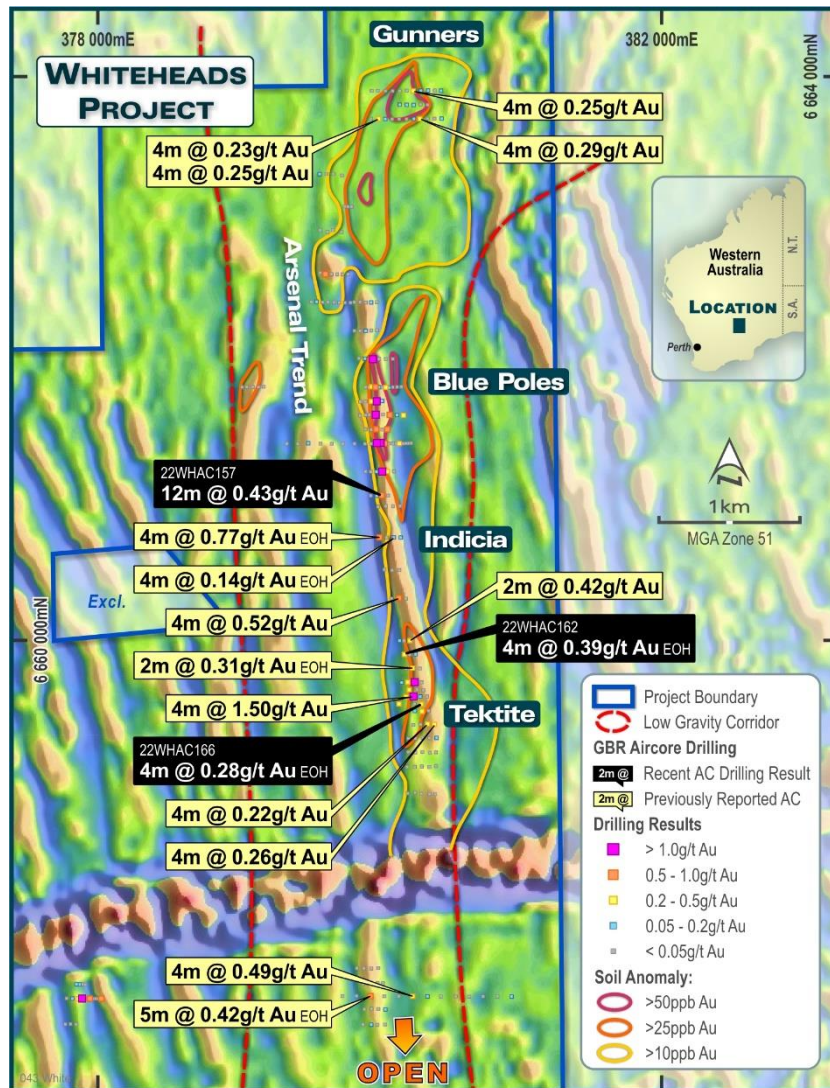 378 000mE
Gunners
382 000mE
6 664 000mN
WHITEHEADS
PROJECT
4m @ 0.25g/t Au
4m @ 0.23g/t Au
4m @ 0.25g/t Au
4m @ 0.29g/t Au
Western
Australia
N.T.
S.A.
LOCATION
Perth
Arsenal Trend
Blue Poles
N
1km
MGA Zone 51
22WHAC157
12m @ 0.43g/t Au
4m @ 0.77g/t Au EOH
Indicia
4m @ 0.14g/t Au EOH
2m @ 0.42g/t Au
Excl.
4m @ 0.52g/t Au
22WHAC162
4m @ 0.39g/t Au EOH
6 660 000mN
2m @ 0.31g/t Au EOH
4m @ 1.50g/t Au
Tektite
22WHAC166
4m @ 0.28g/t Au EOH
4m @ 0.22g/t Au
4m @ 0.26g/t Au
4m @ 0.49g/t Au
5m @ 0.42g/t Au EOH
OPEN
Project Boundary
Low Gravity Corridor
GBR Aircore Drilling
2m @ Recent AC Drilling Result
2m @ Previously Reported AC
Drilling Results
> 1.0g/t Au
0.5 - 1.0g/t Au
0.2 - 0.5g/t Au
0.05 - 0.2g/t Au
< 0.05g/t Au
Soil Anomaly:
>50ppb Au
>25ppb Au
>10ppb Au